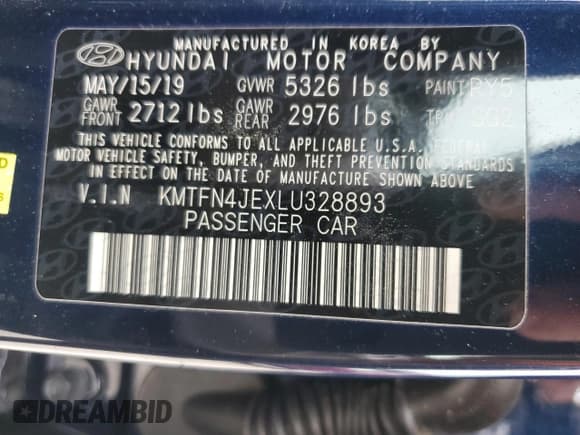 MANUFACTURED IN KOREA BY
HYUNDAI MOTOR COMPANY
MAY/15/19 GVWR 5326 lbs PAINT PY5
GAWR FRONT 2712 lbs GAWR REAR 2976 lbs
THIS VEHICLE CONFORMS TO ALL APPLICABLE U.S.A. FEDERAL
MOTOR VEHICLE SAFETY, BUMPER, AND THEFT PREVENTION STANDARDS
IN EFFECT ON THE DATE OF MANUFACTURE SHOWN ABOVE
V.I.N KMTFN4JEXLU328893
PASSENGER CAR
DREAMBID